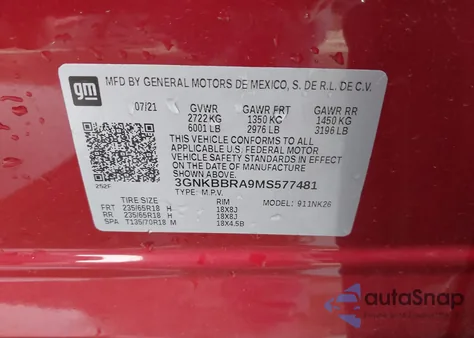 gm
MFD BY GENERAL MOTORS DE MEXICO, S. DE R.L. DE C.V.
07/21 GVWR GAWR FRT GAWR RR
2722 KG 1350 KG 1450 KG
6001 LB 2976 LB 3196 LB
THIS VEHICLE CONFORMS TO ALL
APPLICABLE U.S. FEDERAL MOTOR
VEHICLE SAFETY STANDARDS IN EFFECT
ON THE DATE OF MANUFACTURE
SHOWN ABOVE.
3GNKBBRA9MS577481
TYPE: M.P.V.
252F
TIRE SIZE RIM MODEL: 911NK26
FRT 235/65R18 H 18X8J
RR 235/65R18 H 18X8J
SPA T135/70R18 M 18X4.5B
autoSnap